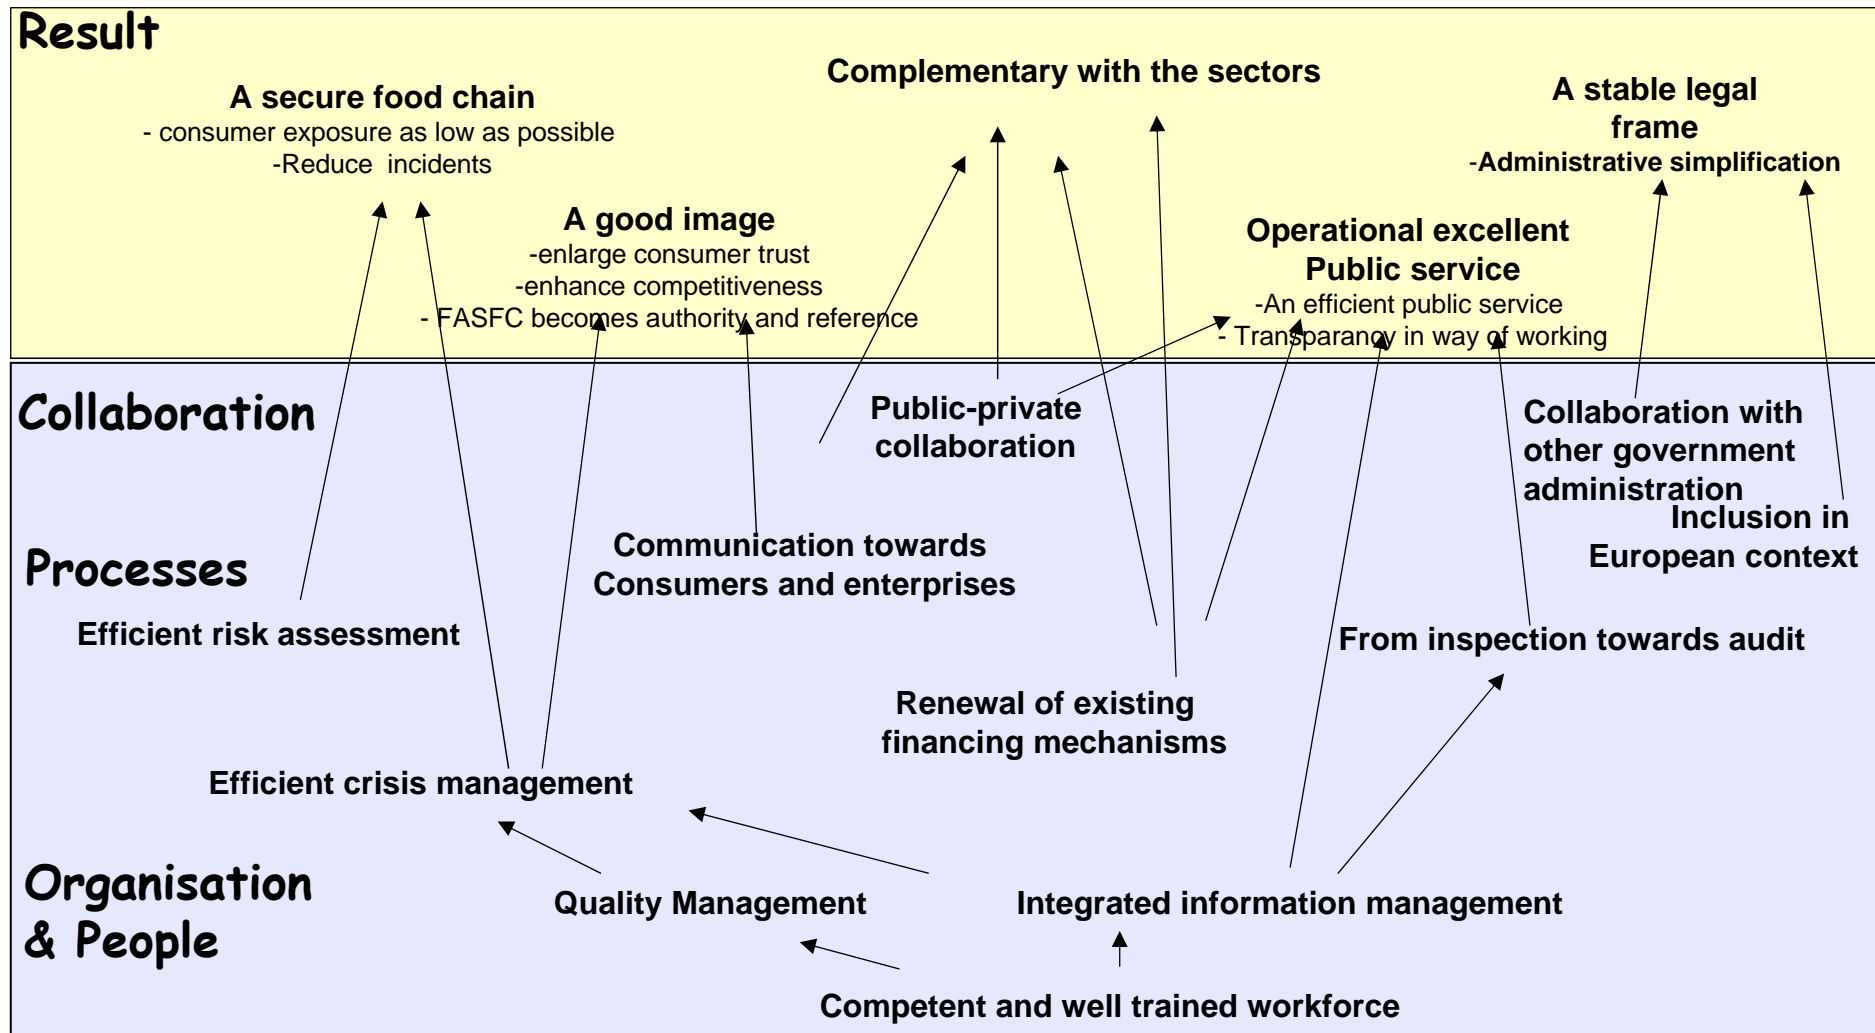 Result
Complementary with the sectors
A secure food chain
- consumer exposure as low as possible
-Reduce incidents
A stable legal
frame
-Administrative simplification
A good image
-enlarge consumer trust
-enhance competitiveness
- FASFC becomes authority and reference
Operational excellent
Public service
-An efficient public service
- Transparancy in way of working
Collaboration
Public-private
collaboration
Collaboration with
other government
administration
Inclusion in
European context
Processes
Communication towards
Consumers and enterprises
Efficient risk assessment
From inspection towards audit
Renewal of existing
financing mechanisms
Efficient crisis management
Organisation
& People
Quality Management
Integrated information management
Competent and well trained workforce